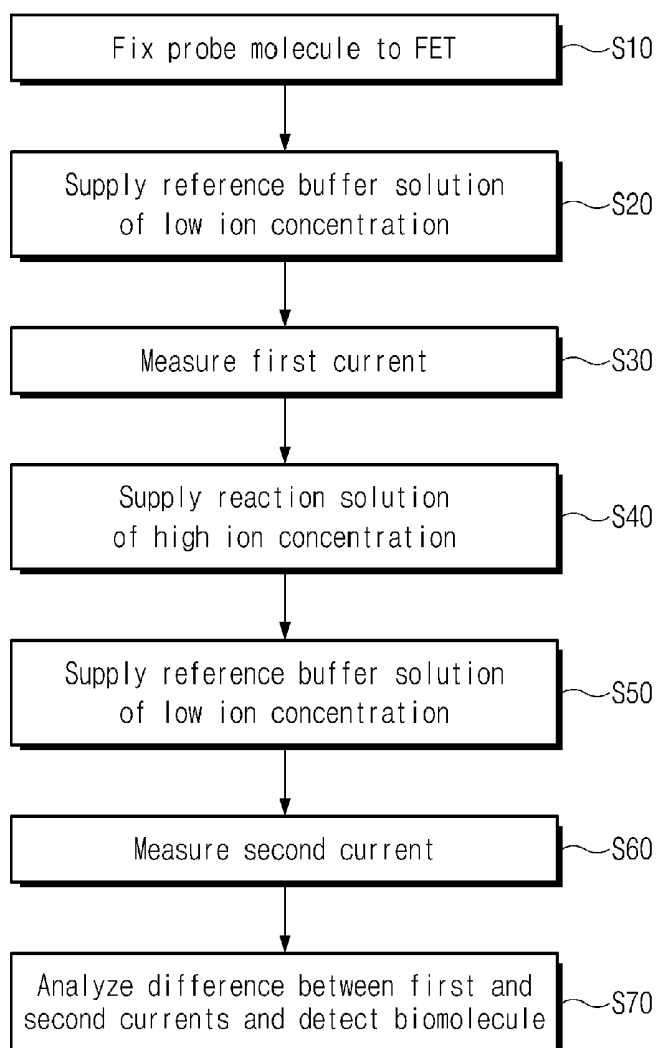 Fix probe molecule to FET
S10
Supply reference buffer solution
of low ion concentration
S20
Measure first current
S30
Supply reaction solution
of high ion concentration
S40
Supply reference buffer solution
of low ion concentration
S50
Measure second current
S60
Analyze difference between first and
second currents and detect biomolecule
S70